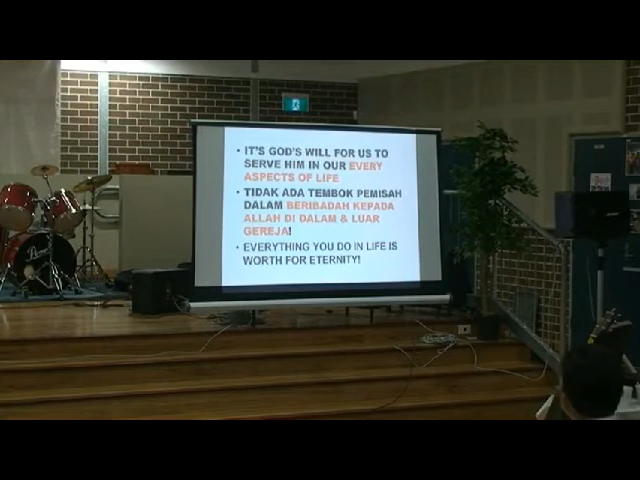 • IT'S GOD'S WILL FOR US TO
SERVE HIM IN OUR EVERY
ASPECTS OF LIFE
• TIDAK ADA TEMBOK PEMISAH
DALAM BERIBADAH KEPADA
ALLAH DI DALAM & LUAR
GEREJA!
• EVERYTHING YOU DO IN LIFE IS
WORTH FOR ETERNITY!